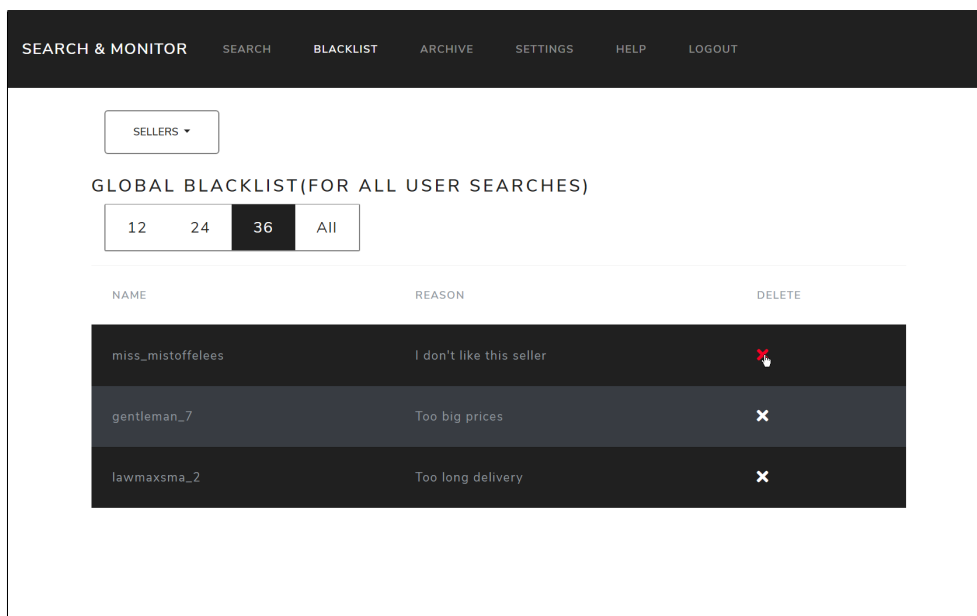 SEARCH & MONITOR SEARCH BLACKLIST ARCHIVE SETTINGS HELP LOGOUT
SELLERS
GLOBAL BLACKLIST(FOR ALL USER SEARCHES)
12 24 36 All
NAME REASON DELETE
miss_mistoffelees I don't like this seller
gentleman_7 Too big prices
lawmaxsma_2 Too long delivery